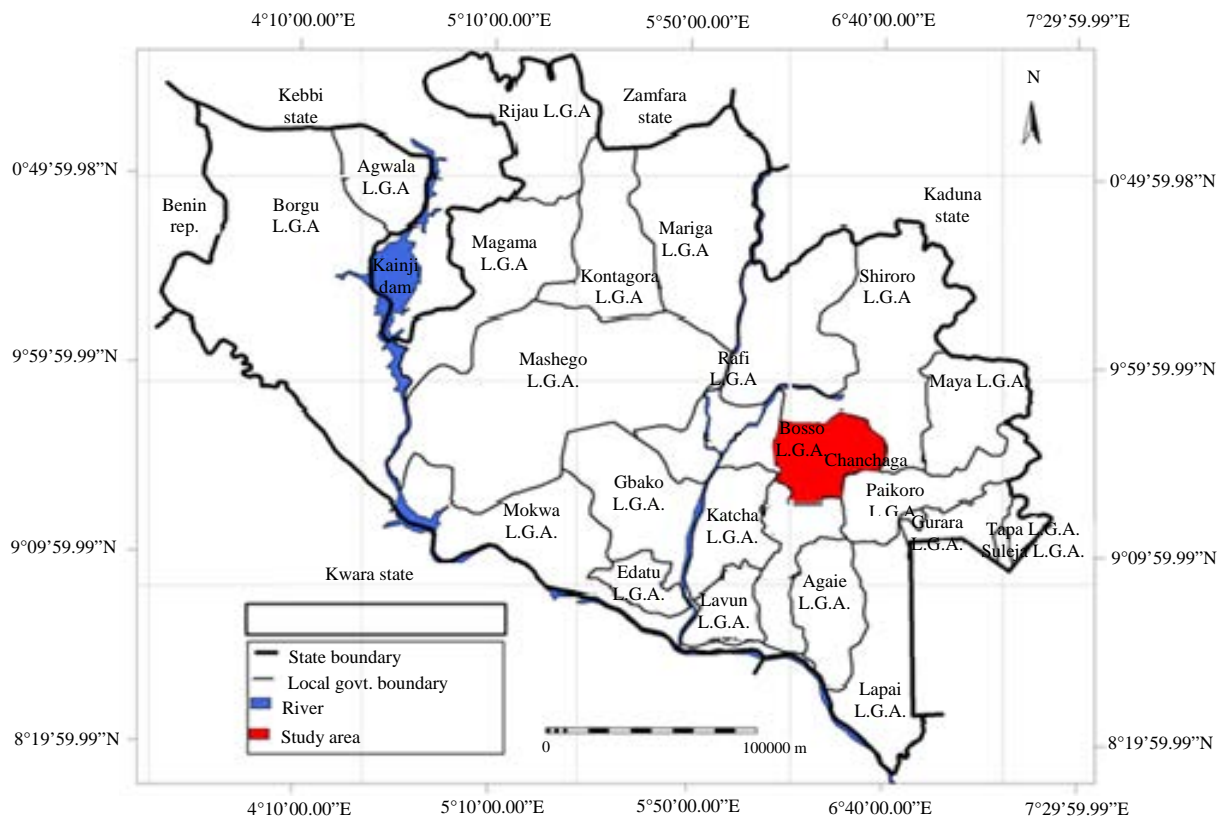 4°10’00.00”E
5°10’00.00”E
5°50’00.00”E
6°40’00.00”E
7°29’59.99”E
N
Kebbi
state
Rijau L.G.A
Zamfara
state
0°49’59.98”N
Agwala
L.G.A
0°49’59.98”N
Benin
rep.
Borgu
L.G.A
Kaduna
state
Magama
L.G.A
Mariga
L.G.A
Kainji
dam
Kontagora
L.G.A
Shiroro
L.G.A
9°59’59.99”N
Mashego
L.G.A.
Rafi
L.G.A
9°59’59.99”N
Maya L.G.A
Bosso
L.G.A.
Chanchaga
Gbako
L.G.A.
Paikoro
L.G.A.
Mokwa
L.G.A.
Katcha
L.G.A.
Gurara
L.G.A.
Tapa L.G.A.
Suleja L.G.A.
9°09’59.99”N
9°09’59.99”N
Kwara state
Edatu
L.G.A.
Agaie
L.G.A.
Lavun
L.G.A.
State boundary
Local govt. boundary
River
Study area
Lapai
L.G.A.
0
100000 m
8°19’59.99”N
8°19’59.99”N
4°10’00.00”E
5°10’00.00”E
5°50’00.00”E
6°40’00.00”E
7°29’59.99”E